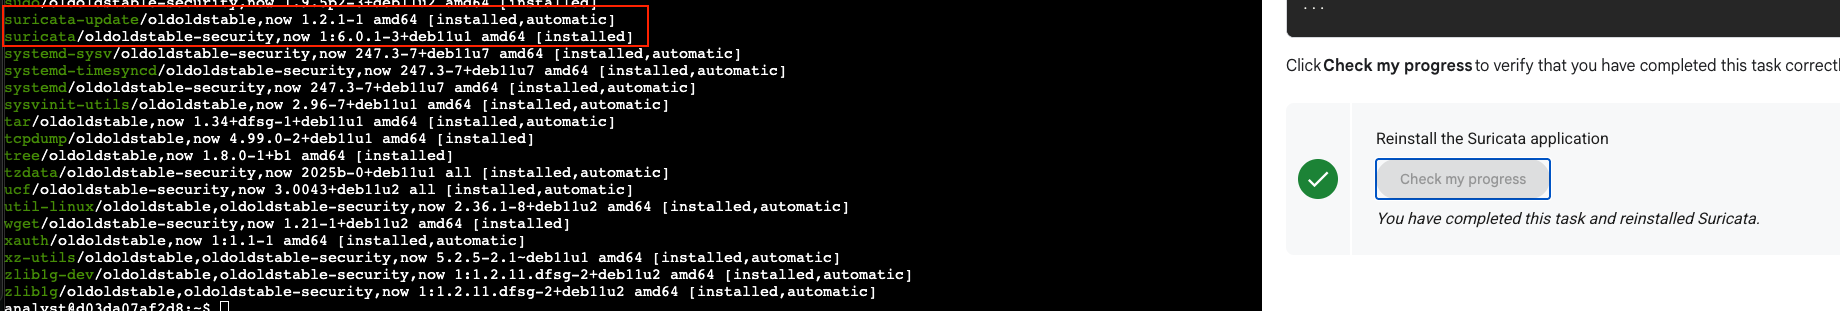 sudo/oldoldstable-security,now 1.9.5p2-3+deb11u2 amd64 [installed]
suricata-update/oldoldstable,now 1.2.1-1 amd64 [installed,automatic]
suricata/oldoldstable-security,now 1:6.0.1-3+deb11u1 amd64 [installed]
systemd-sysv/oldoldstable-security,now 247.3-7+deb11u7 amd64 [installed,automatic]
systemd-timesyncd/oldoldstable-security,now 247.3-7+deb11u7 amd64 [installed,automatic]
systemd/oldoldstable-security,now 247.3-7+deb11u7 amd64 [installed,automatic]
sysvinit-utils/oldoldstable,now 2.96-7+deb11u1 amd64 [installed,automatic]
tar/oldoldstable,now 1.34+dfsg-1+deb11u1 amd64 [installed,automatic]
tcpdump/oldoldstable,now 4.99.0-2+deb11u1 amd64 [installed]
tree/oldoldstable,now 1.8.0-1+b1 amd64 [installed]
tzdata/oldoldstable-security,now 2025b-0+deb11u1 all [installed,automatic]
ucf/oldoldstable-security,now 3.0043+deb11u2 all [installed,automatic]
util-linux/oldoldstable,oldoldstable-security,now 2.36.1-8+deb11u2 amd64 [installed,automatic]
wget/oldoldstable-security,now 1.21-1+deb11u2 amd64 [installed]
xauth/oldoldstable,now 1:1.1-1 amd64 [installed,automatic]
xz-utils/oldoldstable,oldoldstable-security,now 5.2.5-2.1~deb11u1 amd64 [installed,automatic]
zlib1g-dev/oldoldstable,oldoldstable-security,now 1:1.2.11.dfsg-2+deb11u2 amd64 [installed,automatic]
zlib1g/oldoldstable,oldoldstable-security,now 1:1.2.11.dfsg-2+deb11u2 amd64 [installed,automatic]
analyst@d03da07af2d8:~$
...
Click Check my progress to verify that you have completed this task correctl
Reinstall the Suricata application
Check my progress
You have completed this task and reinstalled Suricata.